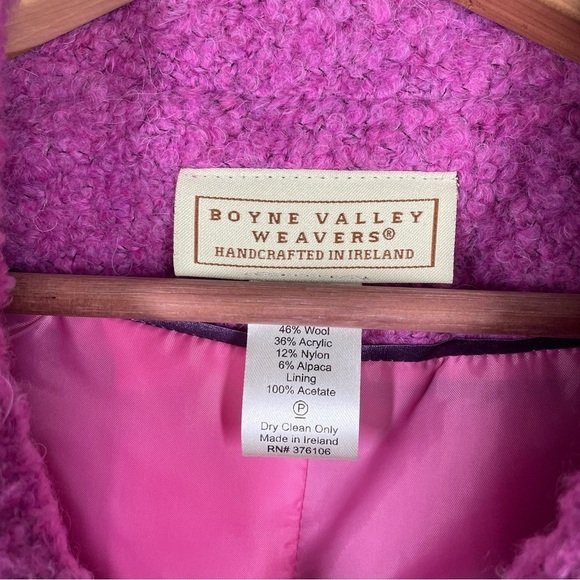 BOYNE VALLEY
WEAVERS®
HANDCRAFTED IN IRELAND
46% Wool
36% Acrylic
12% Nylon
6% Alpaca
Lining
100% Acetate
P
Dry Clean Only
Made in Ireland
RN# 376106